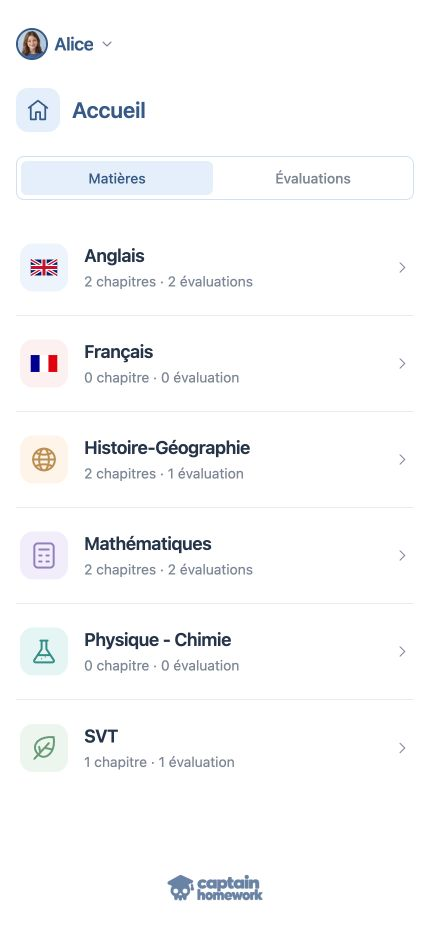 Alice
Accueil
Matières
Évaluations
Anglais
2 chapitres · 2 évaluations
Français
0 chapitre · 0 évaluation
Histoire-Géographie
2 chapitres · 1 évaluation
Mathématiques
2 chapitres · 2 évaluations
Physique - Chimie
0 chapitre · 0 évaluation
SVT
1 chapitre · 1 évaluation
captain
homework